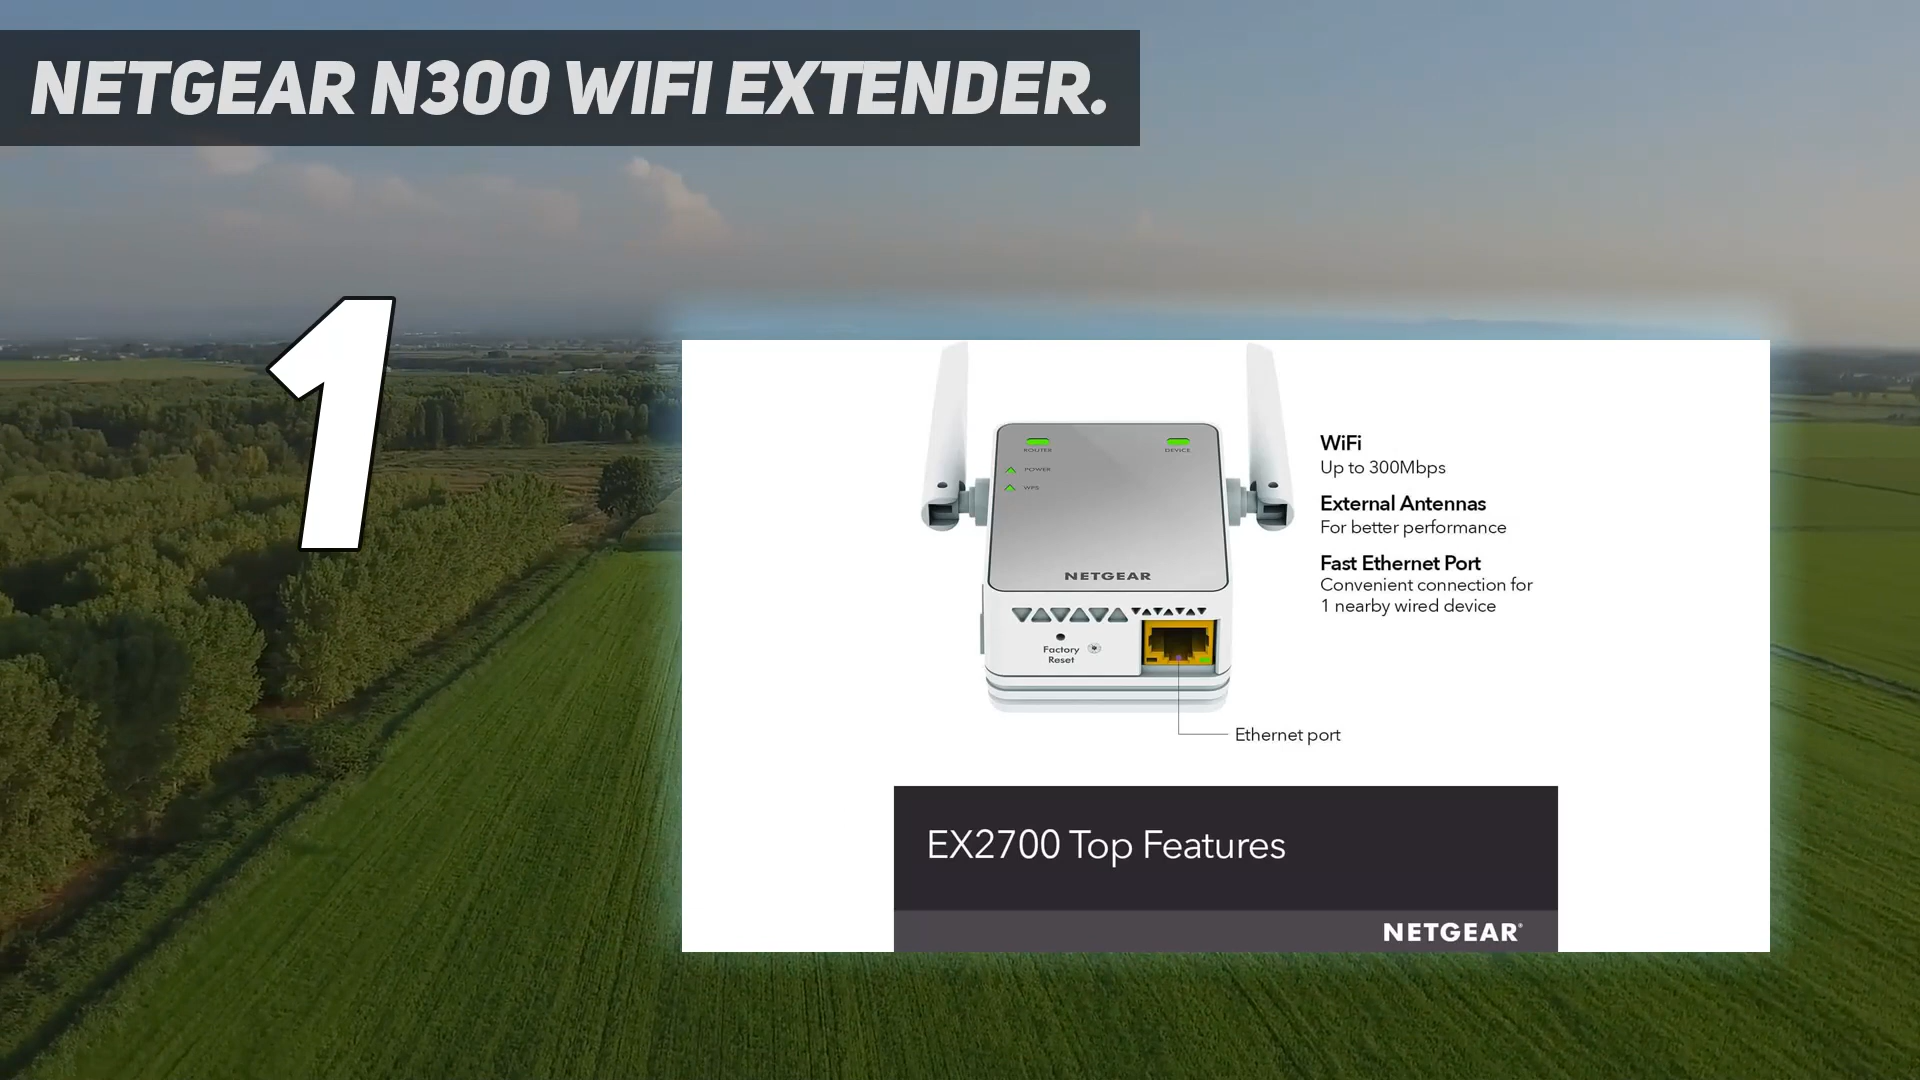 NETGEAR N300 WIFI EXTENDER.
1
ROUTER
DEVICE
POWER
WPS
NETGEAR
Factory
Reset
WiFi
Up to 300Mbps
External Antennas
For better performance
Fast Ethernet Port
Convenient connection for
1 nearby wired device
Ethernet port
EX2700 Top Features
NETGEAR®